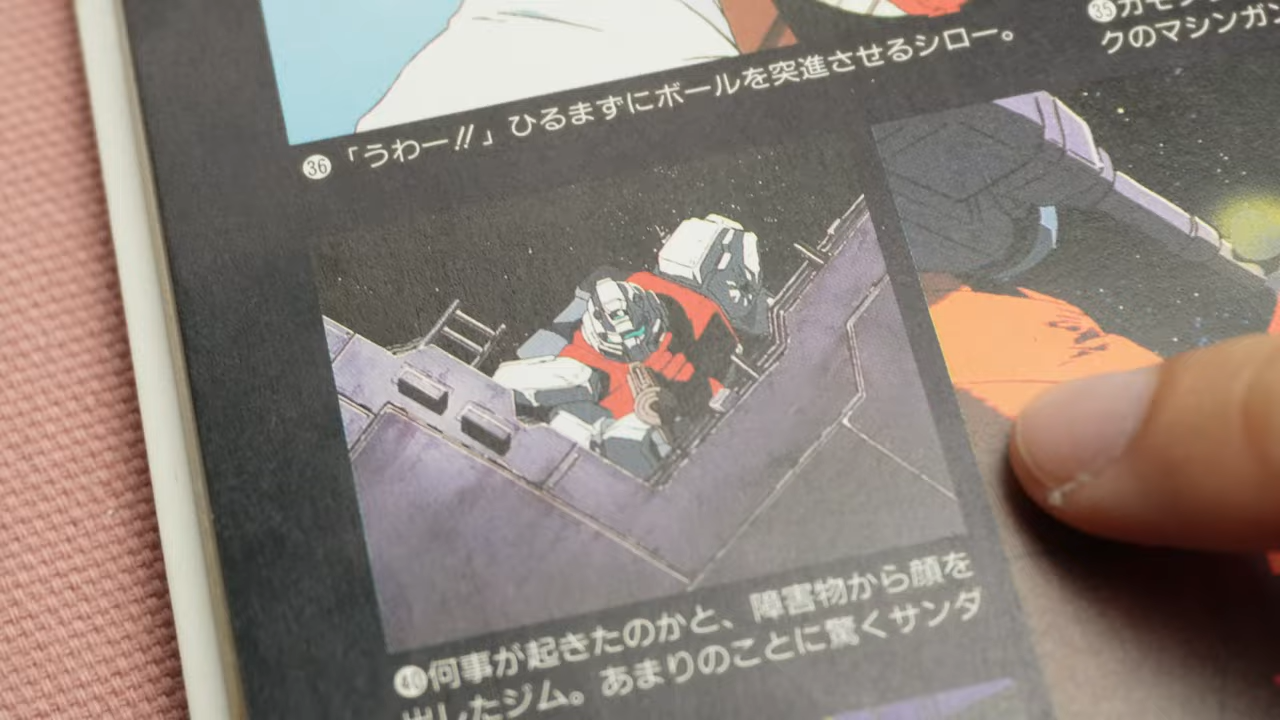 ㊱「うわー!!」ひるまずにボールを突進させるシロー。
㉟ガモ
クのマシンガン
㊵何事が起きたのかと、障害物から顔を
出したジム。あまりのことに驚くサンダ